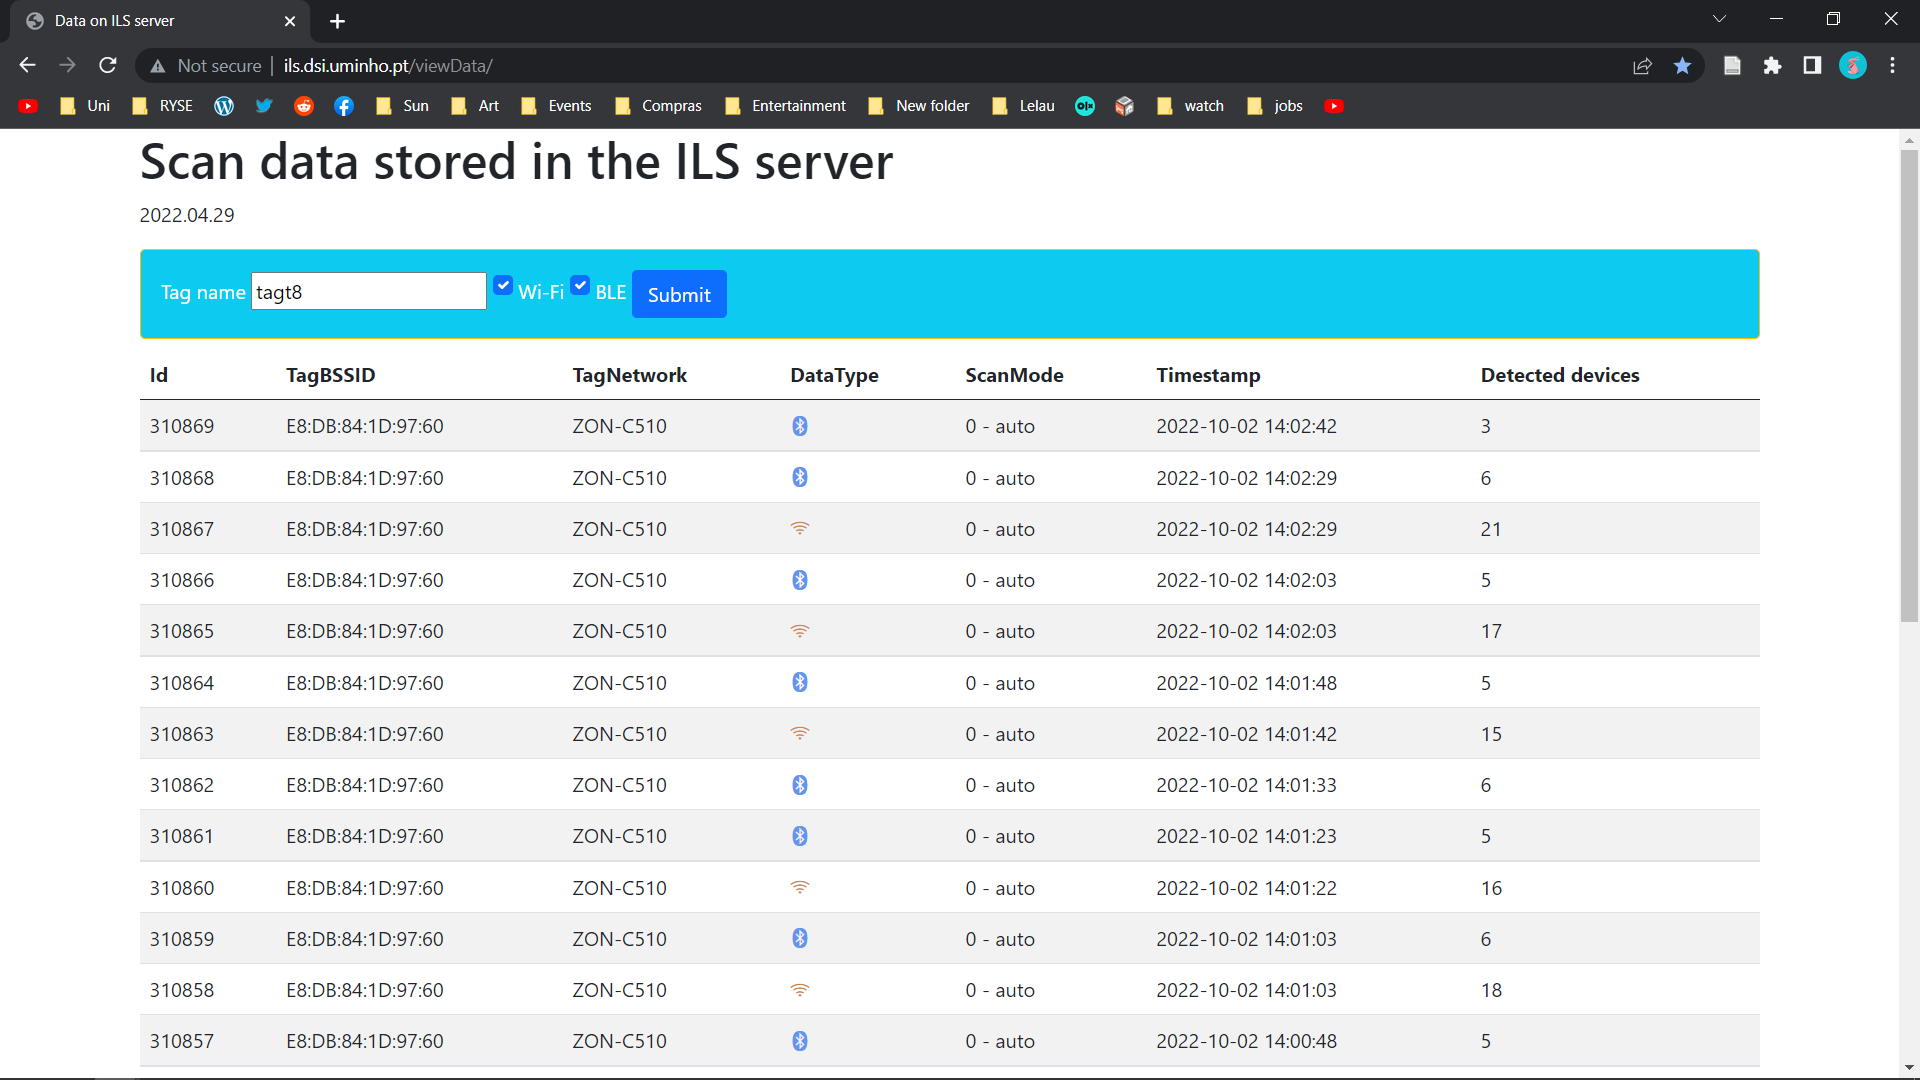 Data on ILS server
Not secure ils.dsi.uminho.pt/viewData/
Uni RYSE Sun Art Events Compras Entertainment New folder Lelau olx watch jobs
Scan data stored in the ILS server
2022.04.29
Tag name tagt8 Wi-Fi BLE Submit
Id TagBSSID TagNetwork DataType ScanMode Timestamp Detected devices
310869 E8:DB:84:1D:97:60 ZON-C510 0 - auto 2022-10-02 14:02:42 3
310868 E8:DB:84:1D:97:60 ZON-C510 0 - auto 2022-10-02 14:02:29 6
310867 E8:DB:84:1D:97:60 ZON-C510 0 - auto 2022-10-02 14:02:29 21
310866 E8:DB:84:1D:97:60 ZON-C510 0 - auto 2022-10-02 14:02:03 5
310865 E8:DB:84:1D:97:60 ZON-C510 0 - auto 2022-10-02 14:02:03 17
310864 E8:DB:84:1D:97:60 ZON-C510 0 - auto 2022-10-02 14:01:48 5
310863 E8:DB:84:1D:97:60 ZON-C510 0 - auto 2022-10-02 14:01:42 15
310862 E8:DB:84:1D:97:60 ZON-C510 0 - auto 2022-10-02 14:01:33 6
310861 E8:DB:84:1D:97:60 ZON-C510 0 - auto 2022-10-02 14:01:23 5
310860 E8:DB:84:1D:97:60 ZON-C510 0 - auto 2022-10-02 14:01:22 16
310859 E8:DB:84:1D:97:60 ZON-C510 0 - auto 2022-10-02 14:01:03 6
310858 E8:DB:84:1D:97:60 ZON-C510 0 - auto 2022-10-02 14:01:03 18
310857 E8:DB:84:1D:97:60 ZON-C510 0 - auto 2022-10-02 14:00:48 5